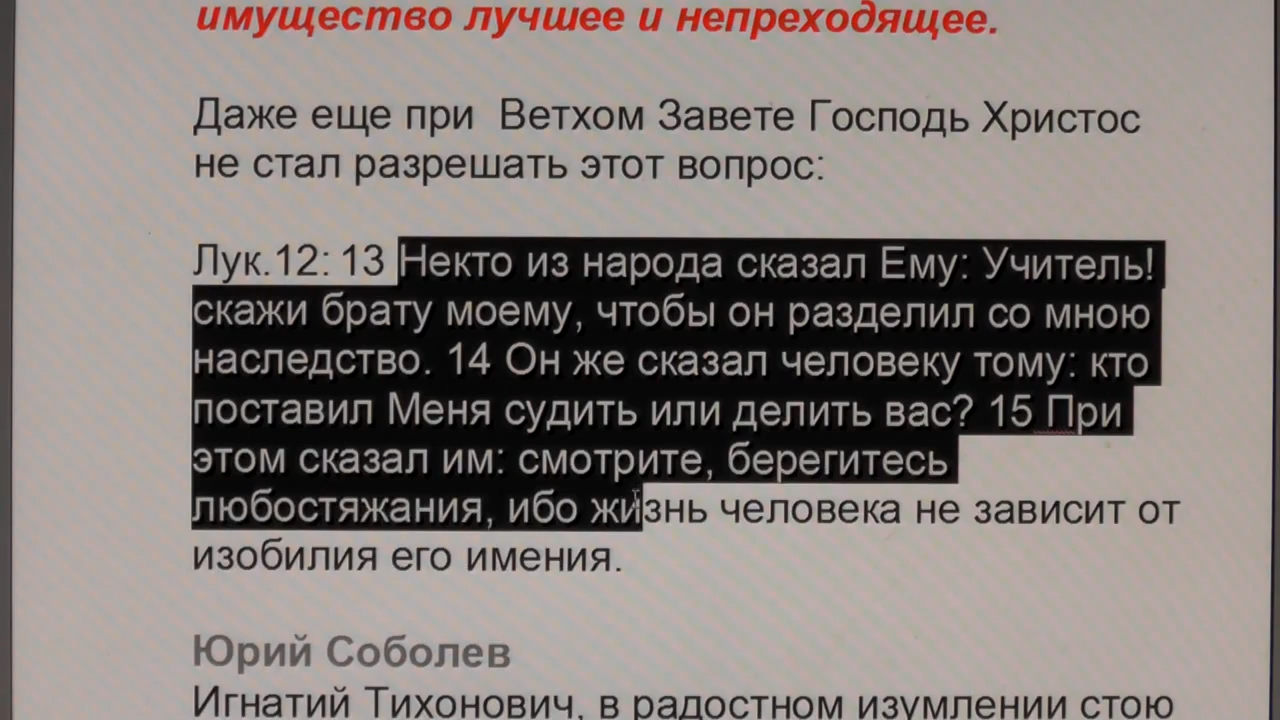 имущество лучшее и непреходящее.
Даже еще при Ветхом Завете Господь Христос
не стал разрешать этот вопрос:
Лук.12: 13 Некто из народа сказал Ему: Учитель!
скажи брату моему, чтобы он разделил со мною
наследство. 14 Он же сказал человеку тому: кто
поставил Меня судить или делить вас? 15 При
этом сказал им: смотрите, берегитесь
любостяжания, ибо жизнь человека не зависит от
изобилия его имения.
Юрий Соболев
Игнатий Тихонович, в радостном изумлении стою